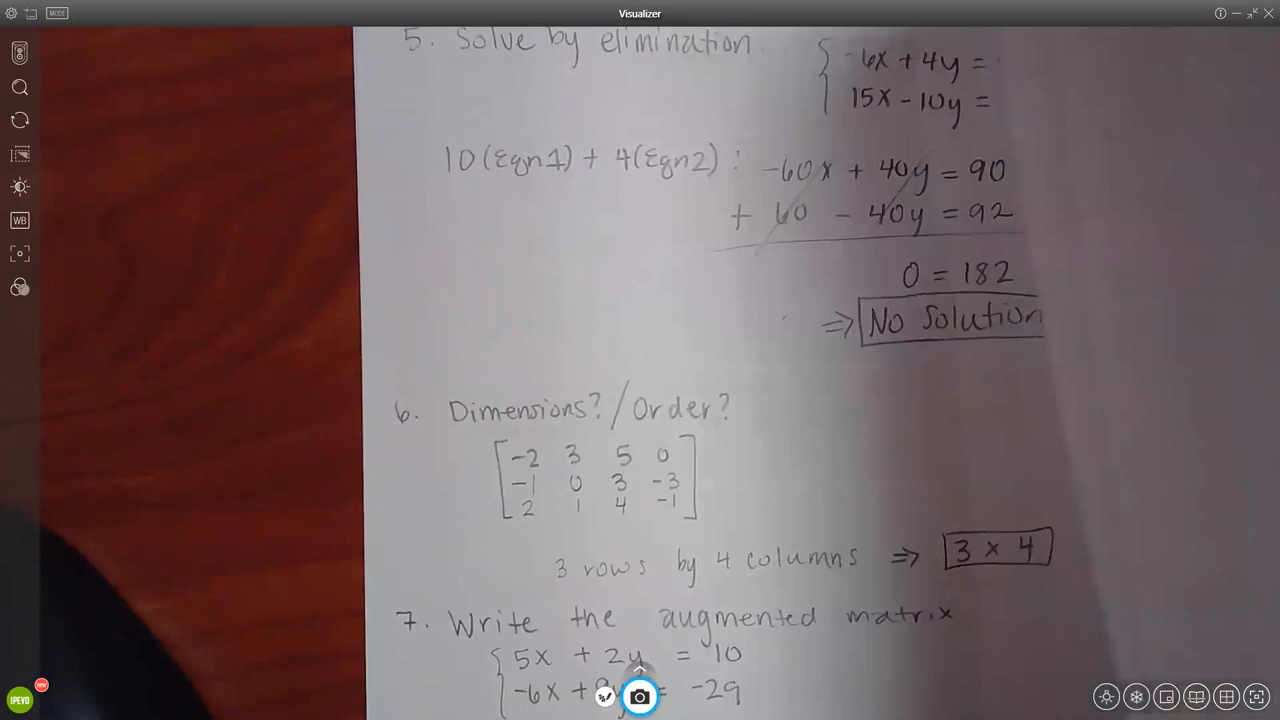 MODE
Visualizer
5. Solve by elimination
-6x + 4y =
15x - 10y =
10(Eqn1) + 4(Eqn2) : -60x + 40y = 90
+ 60 - 40y = 92
0 = 182
⇒ No Solution
6. Dimensions? / Order?
-2 3 5 0
-1 0 3 -3
2 1 4 -1
3 rows by 4 columns ⇒ 3 x 4
7. Write the augmented matrix
5x + 2y = 10
-6x + = -29
WB
IPEVO
new